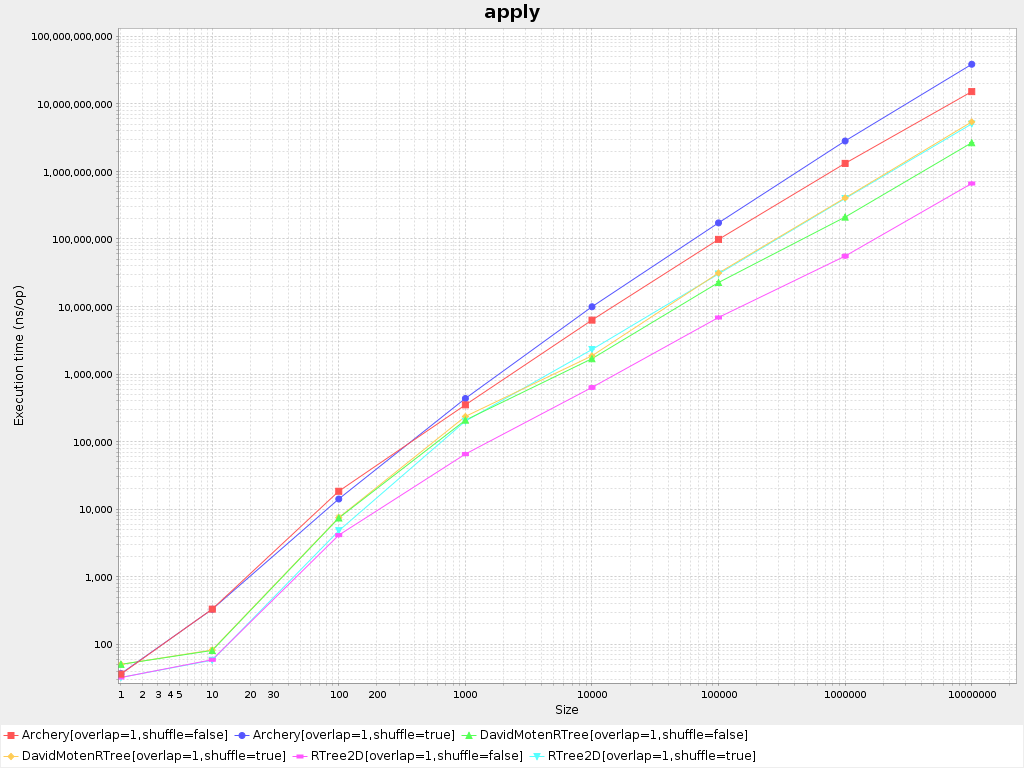 apply
100,000,000,000
10,000,000,000
1,000,000,000
100,000,000
10,000,000
1,000,000
100,000
10,000
1,000
100
Execution time (ns/op)
1 2 3 4 5 10 20 30 100 200 1000 10000 100000 1000000 10000000
Size
Archery[overlap=1,shuffle=false] Archery[overlap=1,shuffle=true] DavidMotenRTree[overlap=1,shuffle=false]
DavidMotenRTree[overlap=1,shuffle=true] RTree2D[overlap=1,shuffle=false] RTree2D[overlap=1,shuffle=true]